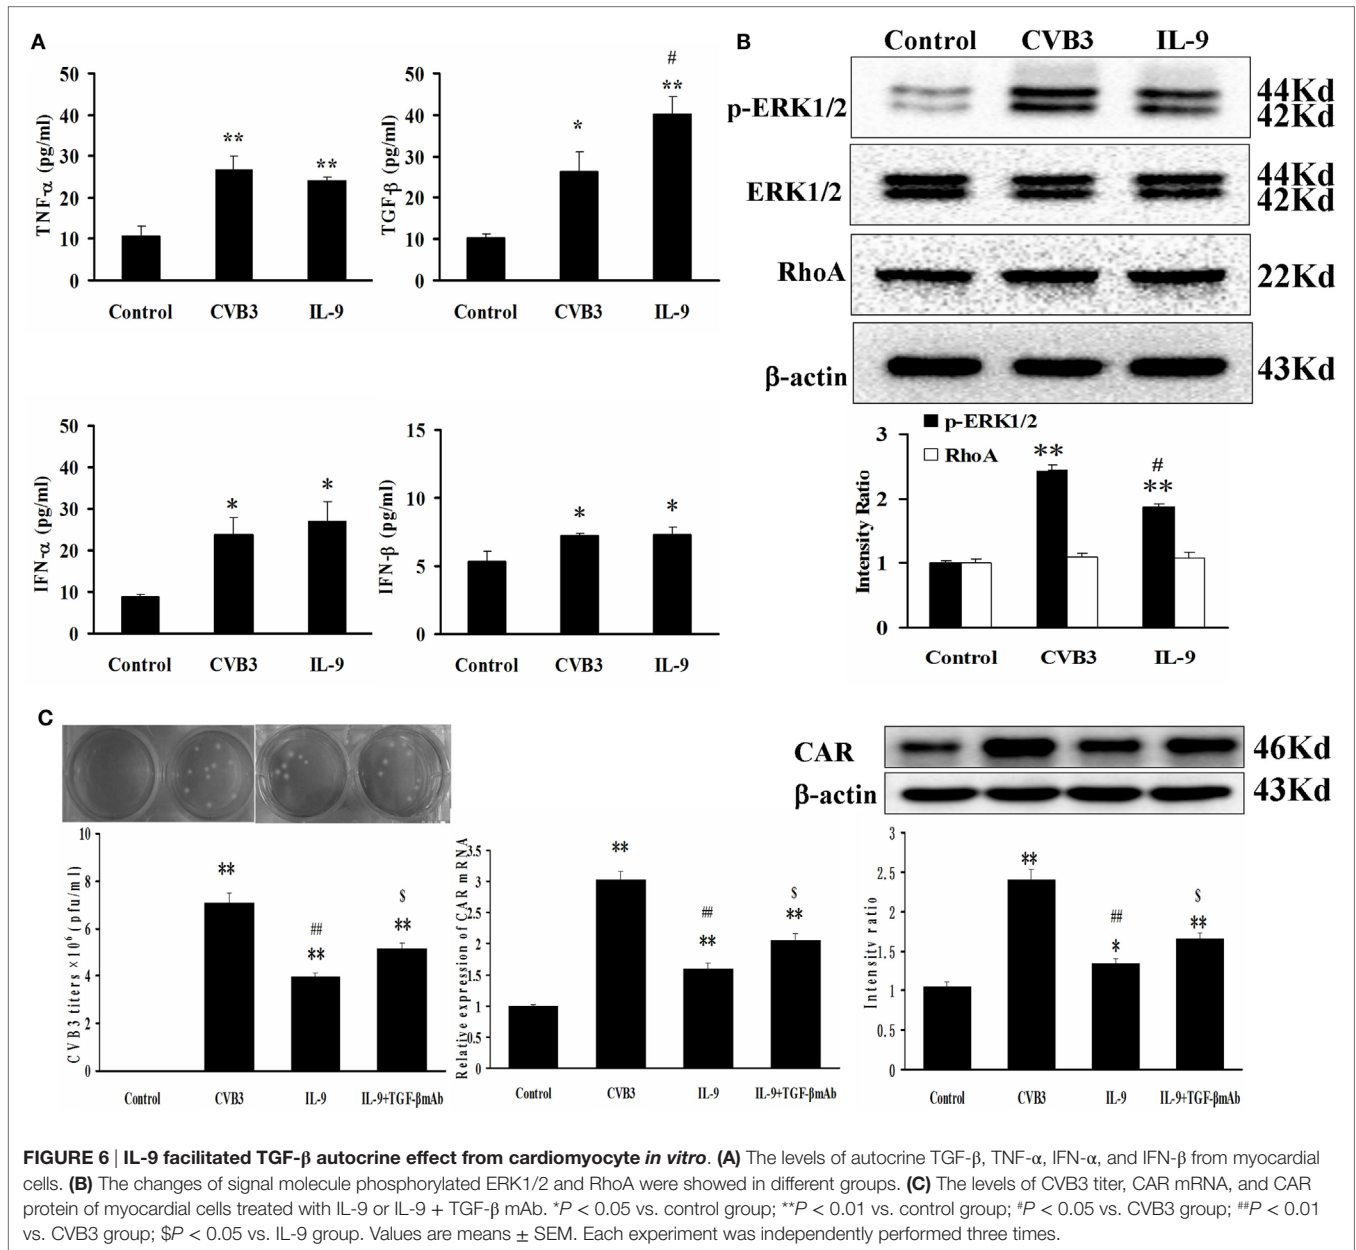 A
TNF-α (pg/ml)
50
40
30
20
10
0
**
**
Control CVB3 IL-9
TGF-β (pg/ml)
50
40
30
20
10
0
*
#
**
Control CVB3 IL-9
IFN-α (pg/ml)
50
40
30
20
10
0
*
*
Control CVB3 IL-9
IFN-β (pg/ml)
15
10
5
0
*
*
Control CVB3 IL-9
B
Control CVB3 IL-9
p-ERK1/2
44Kd
42Kd
ERK1/2
44Kd
42Kd
RhoA 22Kd
β-actin 43Kd
p-ERK1/2
RhoA
Intensity Ratio
3
2
1
0
**
#
**
Control CVB3 IL-9
C
CVB3 titers×10⁶ (pfu/ml)
10
8
6
4
2
0
**
##
**
$
**
Control CVB3 IL-9 IL-9+TGF-βmAb
Relative expression of CAR mRNA
3.5
3
2.5
2
1.5
1
0.5
0
**
##
**
$
**
Control CVB3 IL-9 IL-9+TGF-βmAb
CAR 46Kd
β-actin 43Kd
Intensity ratio
3
2.5
2
1.5
1
0.5
0
**
##
*
$
**
Control CVB3 IL-9 IL-9+TGF-βmAb
FIGURE 6 | IL-9 facilitated TGF-β autocrine effect from cardiomyocyte in vitro. (A) The levels of autocrine TGF-β, TNF-α, IFN-α, and IFN-β from myocardial
cells. (B) The changes of signal molecule phosphorylated ERK1/2 and RhoA were showed in different groups. (C) The levels of CVB3 titer, CAR mRNA, and CAR
protein of myocardial cells treated with IL-9 or IL-9 + TGF-β mAb. *P < 0.05 vs. control group; **P < 0.01 vs. control group; #P < 0.05 vs. CVB3 group; ##P < 0.01
vs. CVB3 group; $P < 0.05 vs. IL-9 group. Values are means ± SEM. Each experiment was independently performed three times.